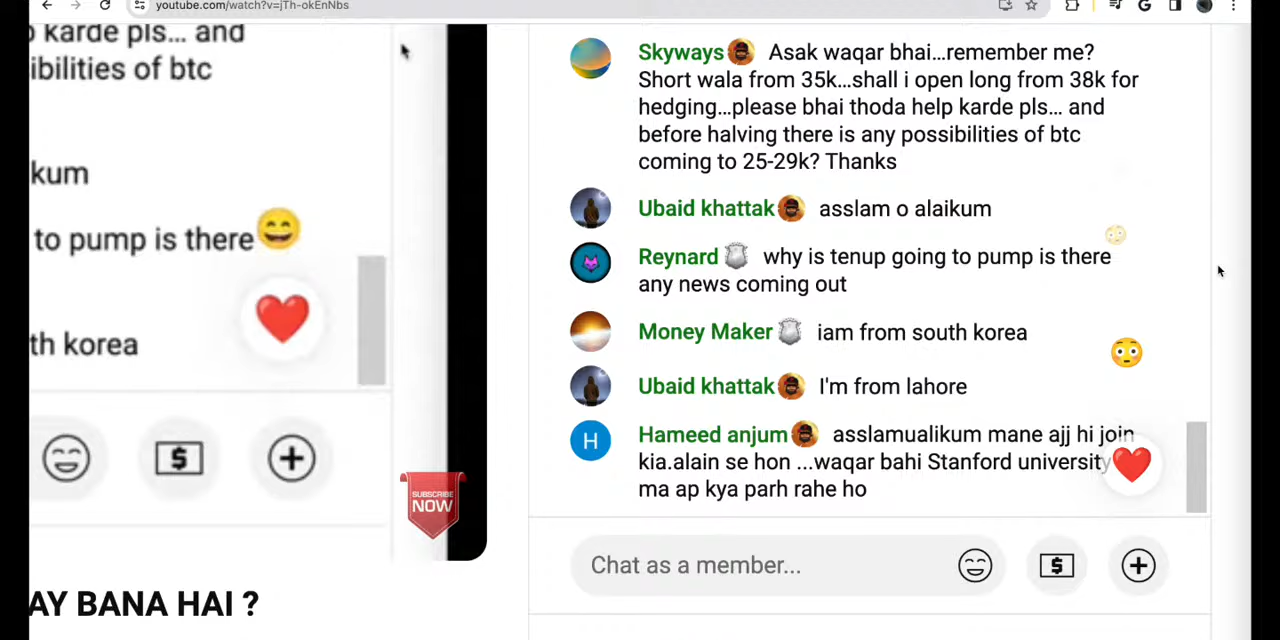 youtube.com/watch?v=jTh-okEnNbs
karde pls... and
ibilities of btc
kum
to pump is there
th korea
SUBSCRIBE
NOW
AY BANA HAI ?
Skyways Asak waqar bhai...remember me?
Short wala from 35k...shall i open long from 38k for
hedging...please bhai thoda help karde pls... and
before halving there is any possibilities of btc
coming to 25-29k? Thanks
Ubaid khattak asslam o alaikum
Reynard why is tenup going to pump is there
any news coming out
Money Maker iam from south korea
Ubaid khattak I'm from lahore
H
Hameed anjum asslamualikum mane ajj hi join
kia.alain se hon ...waqar bahi Stanford university
ma ap kya parh rahe ho
Chat as a member...